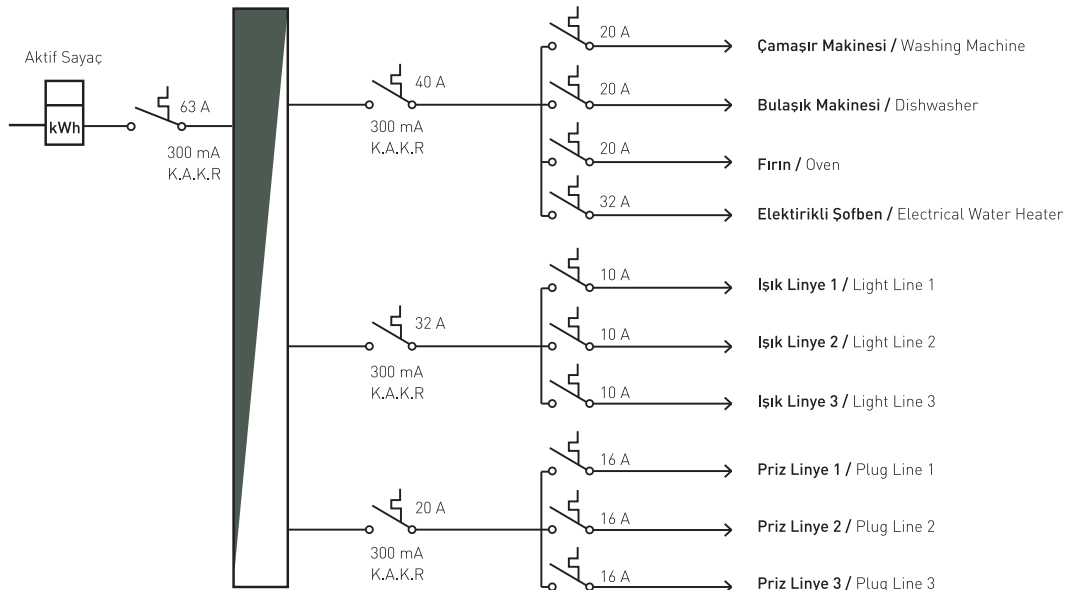 Aktif Sayaç
kWh
63 A
300 mA
K.A.K.R
40 A
300 mA
K.A.K.R
20 A
Çamaşır Makinesi / Washing Machine
20 A
Bulaşık Makinesi / Dishwasher
20 A
Fırın / Oven
32 A
Elektirikli Şofben / Electrical Water Heater
32 A
300 mA
K.A.K.R
10 A
Işık Linye 1 / Light Line 1
10 A
Işık Linye 2 / Light Line 2
10 A
Işık Linye 3 / Light Line 3
20 A
300 mA
K.A.K.R
16 A
Priz Linye 1 / Plug Line 1
16 A
Priz Linye 2 / Plug Line 2
16 A
Priz Linye 3 / Plug Line 3